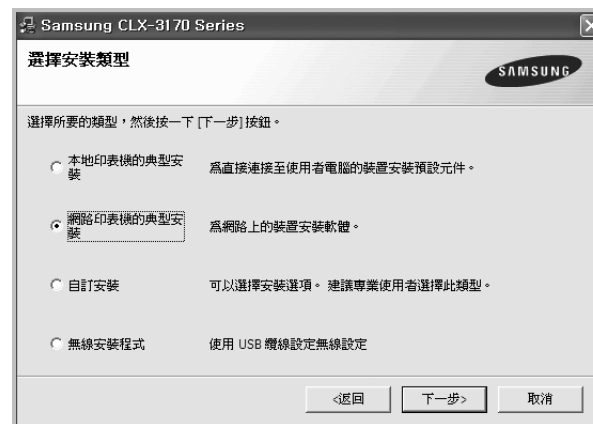 Samsung CLX-3170 Series
選擇安裝類型
SAMSUNG
選擇所要的類型，然後按一下 [下一步] 按鈕。
本地印表機的典型安
裝
為直接連接至使用者電腦的裝置安裝預設元件。
網路印表機的典型安
裝
為網路上的裝置安裝軟體。
自訂安裝
可以選擇安裝選項。 建議專業使用者選擇此類型。
無線安裝程式
使用 USB 纜線設定無線設定
<返回
下一步>
取消